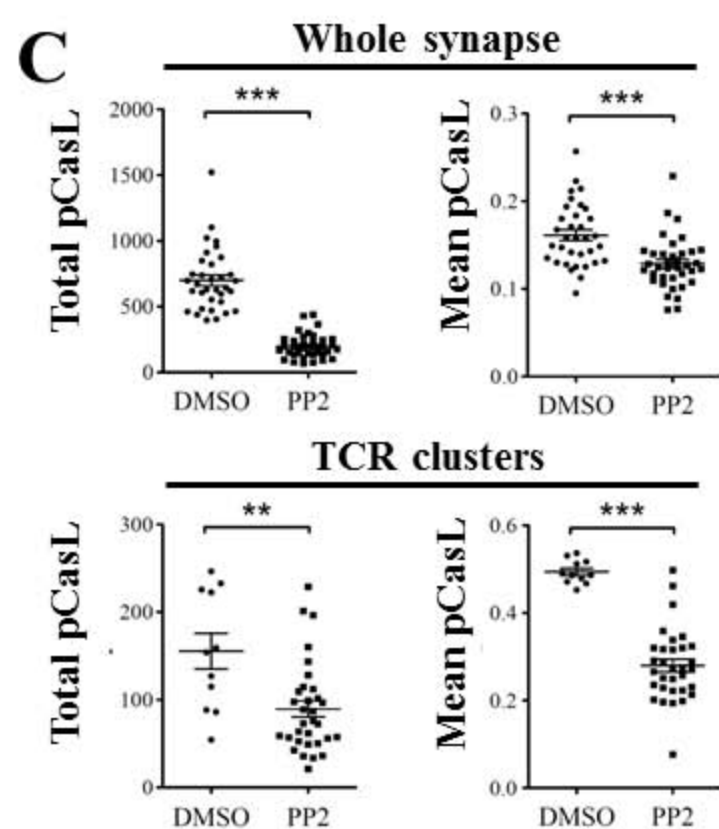 C
Whole synapse
Total pCasL
2000
1500
1000
500
0
***
DMSO PP2
Mean pCasL
0.3
0.2
0.1
0.0
***
DMSO PP2
TCR clusters
Total pCasL
300
200
100
0
**
DMSO PP2
Mean pCasL
0.6
0.4
0.2
0.0
***
DMSO PP2